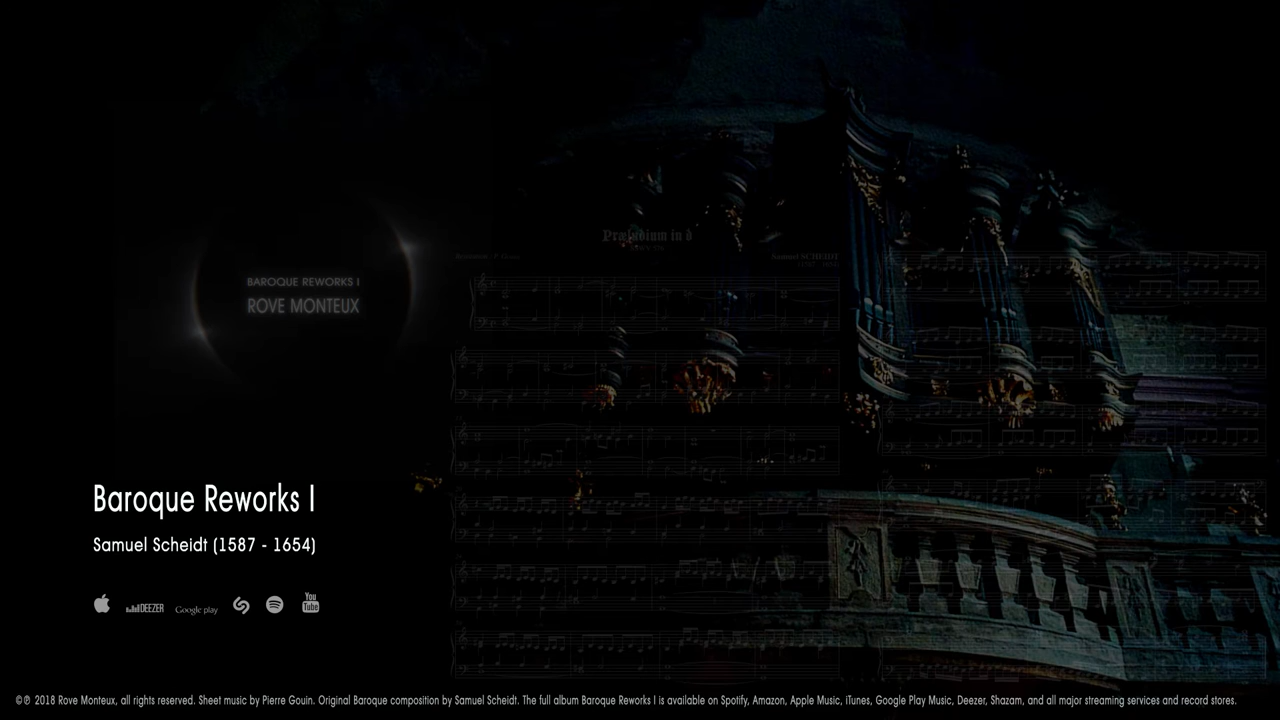 Præludium in d
Samuel SCHEIDT
BAROQUE REWORKS I
ROVE MONTEUX
Baroque Reworks I
Samuel Scheidt (1587 - 1654)
DEEZER
Google play
You
Tube
©℗ 2018 Rove Monteux, all rights reserved. Sheet music by Pierre Gouin. Original Baroque composition by Samuel Scheidt. The full album Baroque Reworks I is available on Spotify, Amazon, Apple Music, iTunes, Google Play Music, Deezer, Shazam, and all major streaming services and record stores.